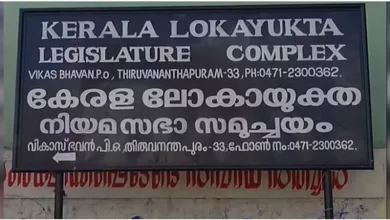 KERALA LOKAYUKTA
LEGISLATURE COMPLEX
VIKAS BHAVAN.P.o, THIRUVANANTHAPURAM-33,PH:0471-2300362.
കേരള ലോകായുക്ത
നിയമസഭാ സമുച്ചയം
വികാസ് ഭവൻ പി.ഒ,തിരുവനന്തപുരം-33,ഫോൺ നം:0471-2300362.